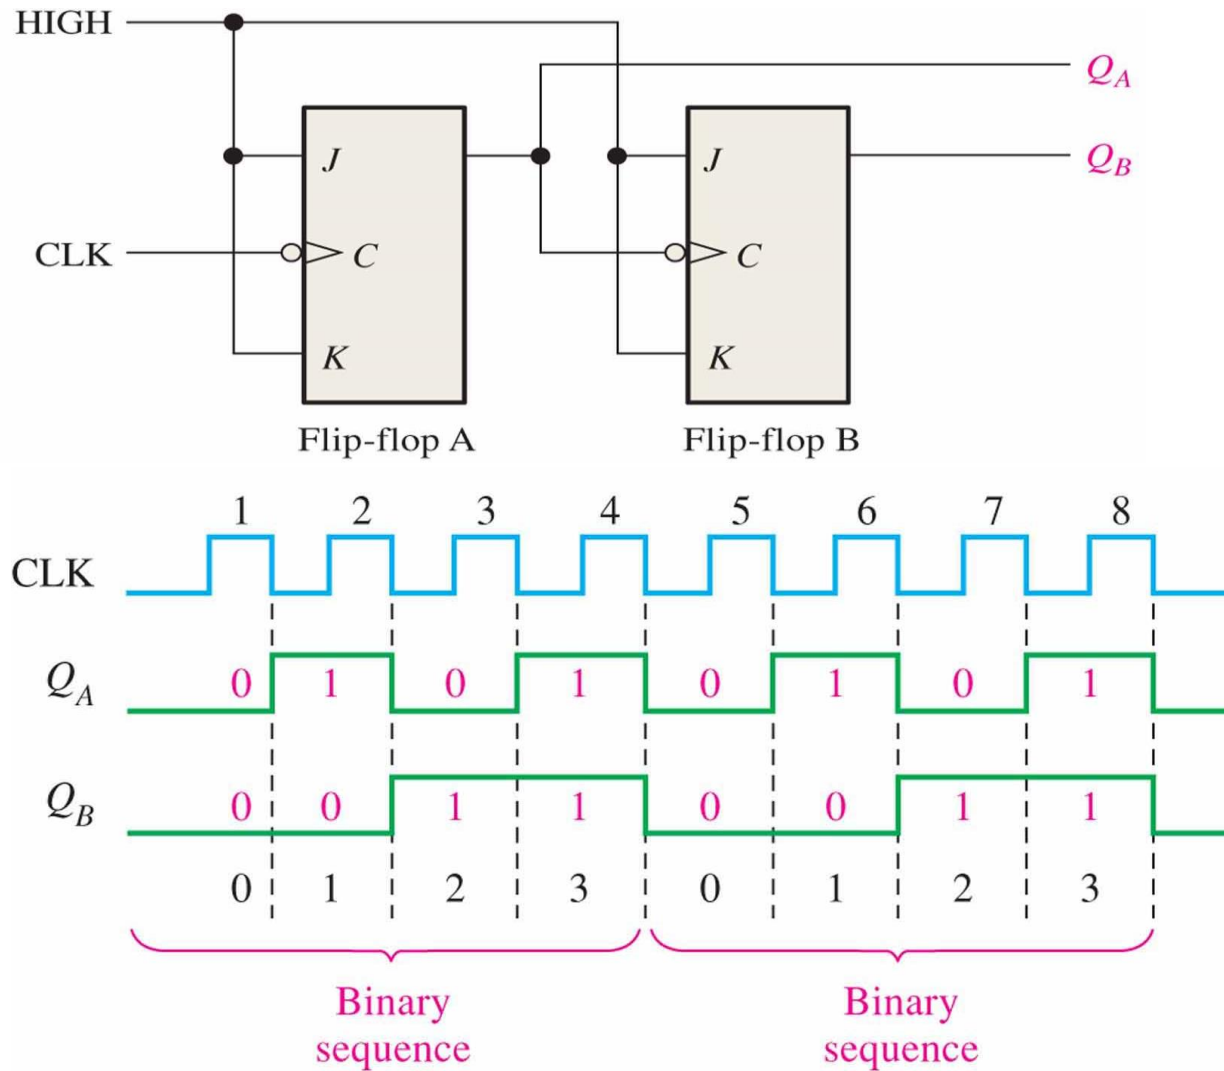 HIGH
Q_A
J
J
Q_B
CLK
C
C
K
K
Flip-flop A
Flip-flop B
1 2 3 4 5 6 7 8
CLK
Q_A 0 1 0 1 0 1 0 1
Q_B 0 0 1 1 0 0 1 1
0 1 2 3 0 1 2 3
Binary
sequence
Binary
sequence